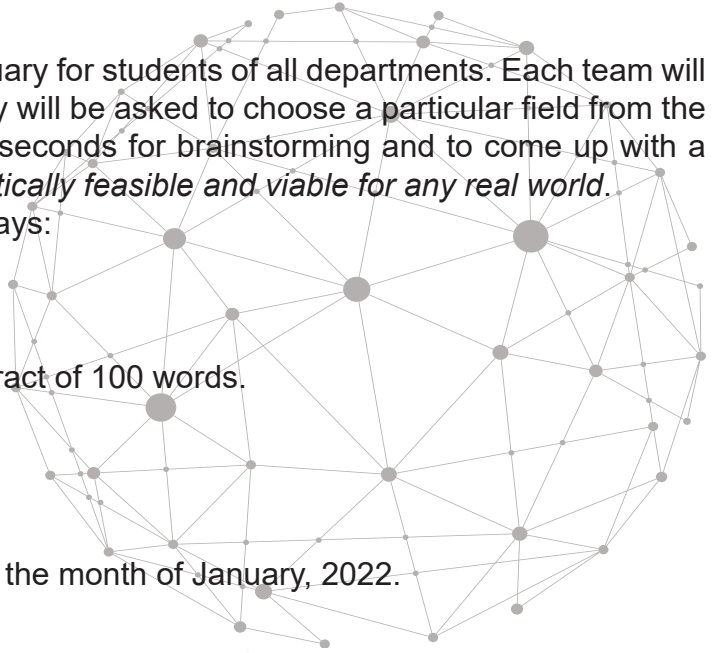 uary for students of all departments. Each team will
y will be asked to choose a particular field from the
seconds for brainstorming and to come up with a
tically feasible and viable for any real world.
ays:
ract of 100 words.
the month of January, 2022.